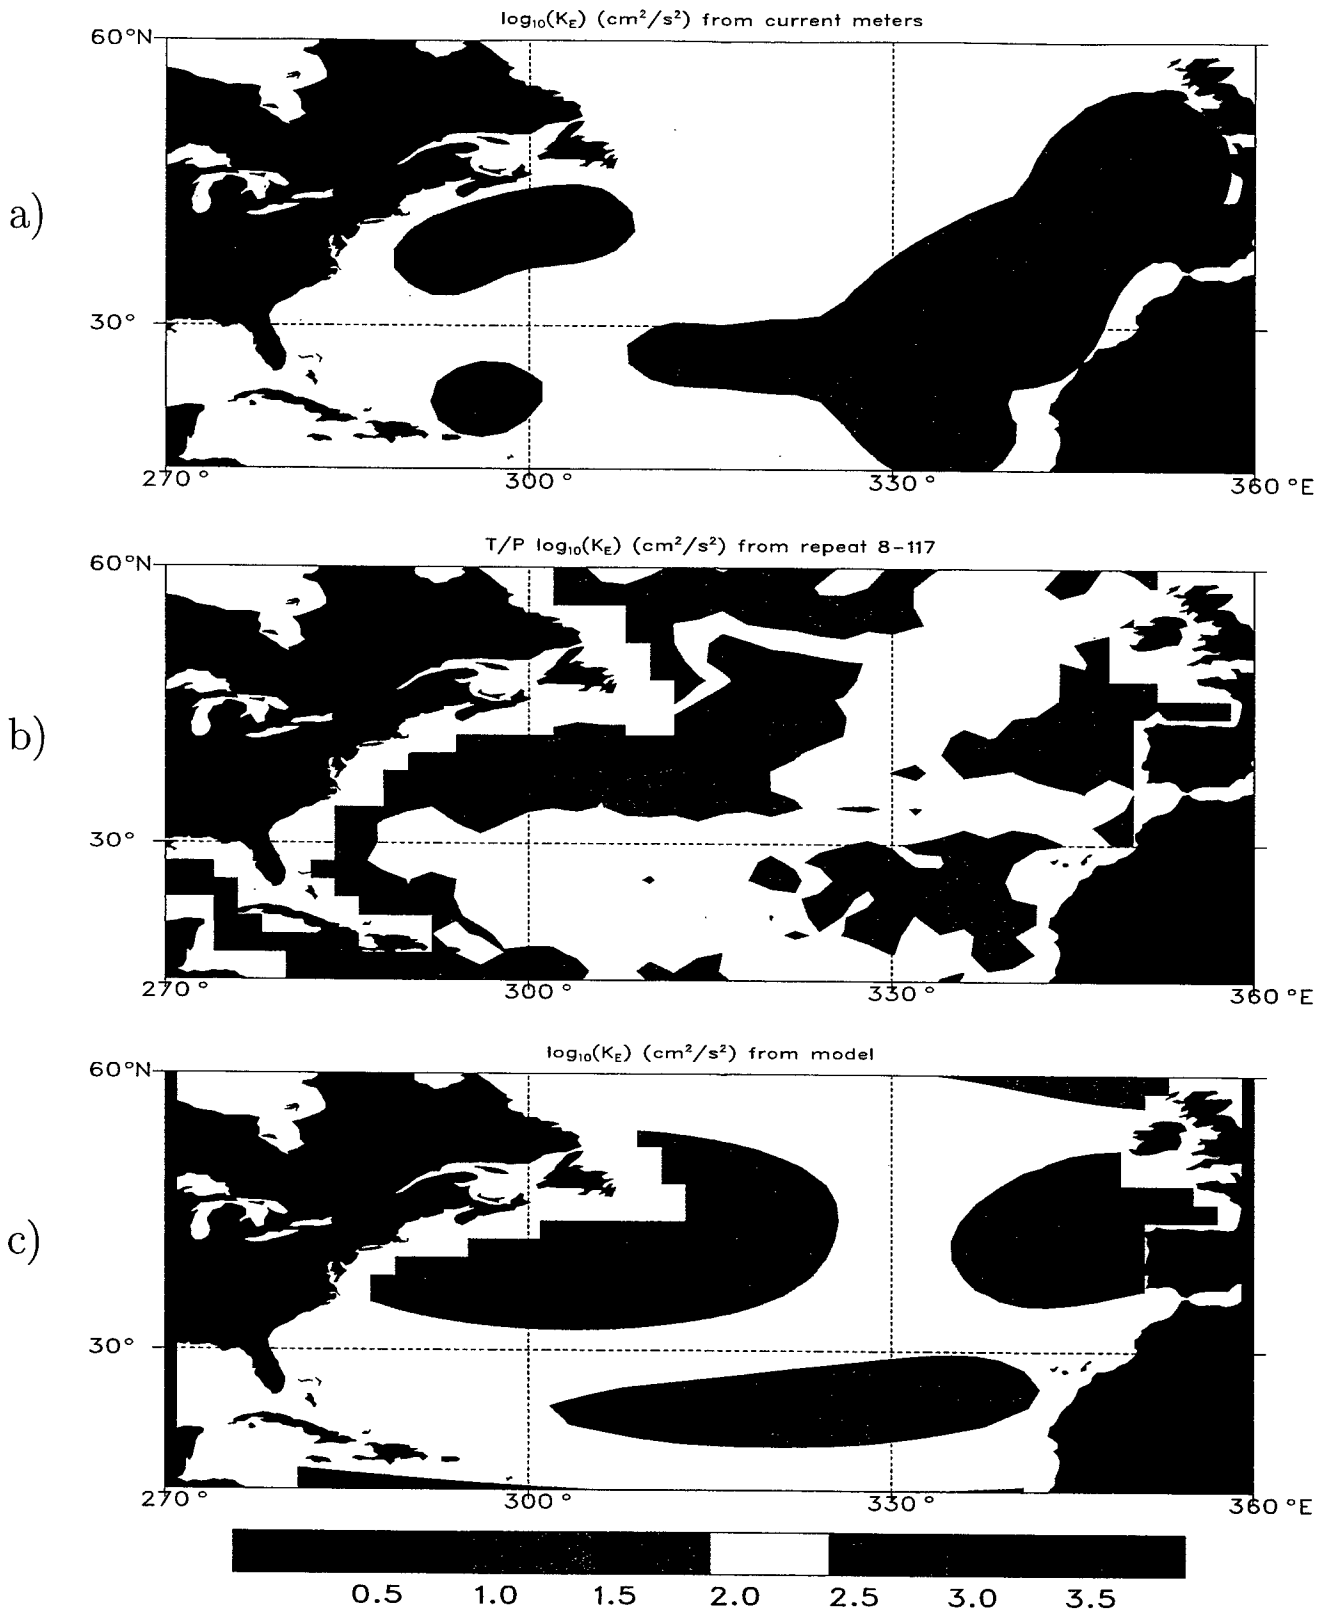 log₁₀(K_E) (cm²/s²) from current meters
60°N
a)
30°
270° 300° 330° 360°E
T/P log₁₀(K_E) (cm²/s²) from repeat 8-117
60°N
b)
30°
270° 300° 330° 360°E
log₁₀(K_E) (cm²/s²) from model
60°N
c)
30°
270° 300° 330° 360°E
0.5 1.0 1.5 2.0 2.5 3.0 3.5